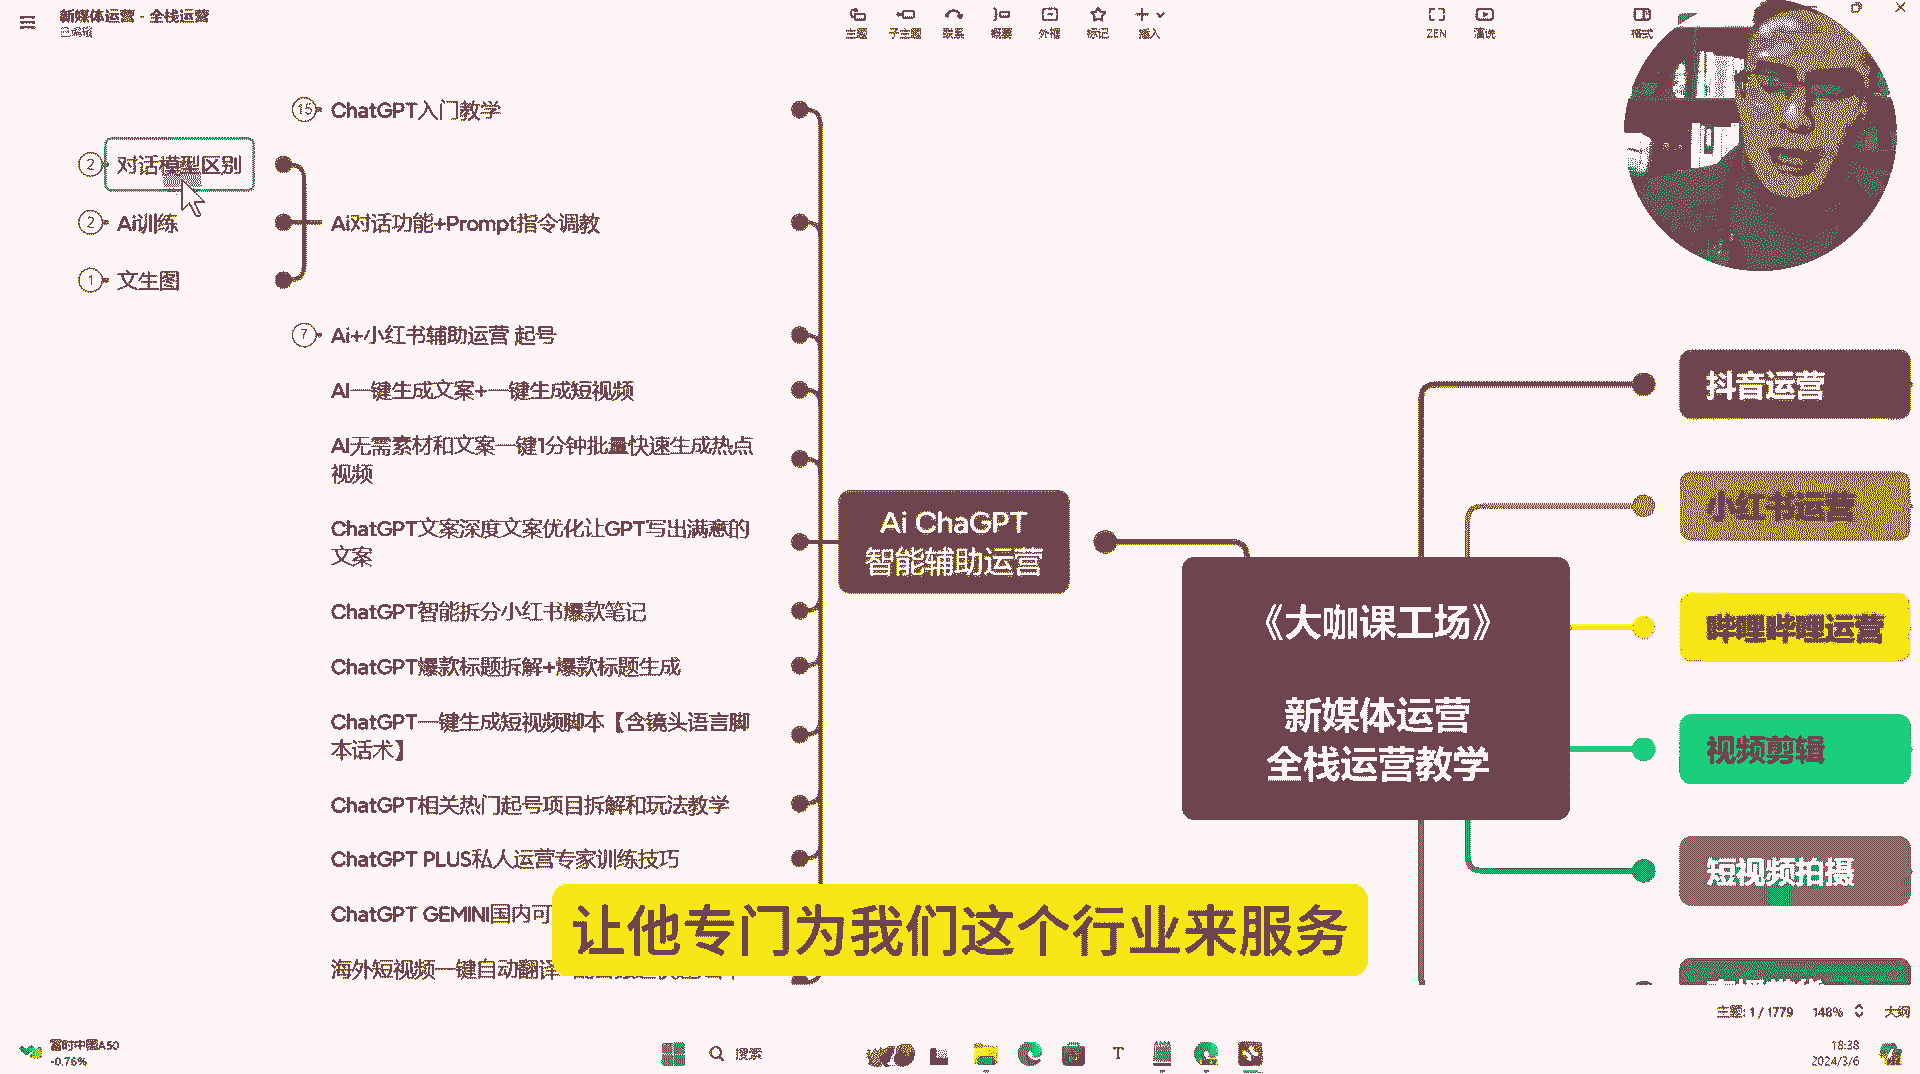 新媒体运营 - 全栈运营
已编辑
主题 子主题 联系 概要 外框 标记 插入
ZEN 演说
格式
15 ChatGPT入门教学
2 对话模型区别
2 Ai训练
1 文生图
Ai对话功能+Prompt指令调教
7 Ai+小红书辅助运营 起号
AI一键生成文案+一键生成短视频
AI无需素材和文案一键1分钟批量快速生成热点
视频
ChatGPT文案深度文案优化让GPT写出满意的
文案
ChatGPT智能拆分小红书爆款笔记
ChatGPT爆款标题拆解+爆款标题生成
ChatGPT一键生成短视频脚本【含镜头语言脚
本话术】
ChatGPT相关热门起号项目拆解和玩法教学
ChatGPT PLUS私人运营专家训练技巧
ChatGPT GEMINI国内可
海外短视频一键自动翻译
Ai ChaGPT
智能辅助运营
《大咖课工场》
新媒体运营
全栈运营教学
抖音运营
小红书运营
哔哩哔哩运营
视频剪辑
短视频拍摄
让他专门为我们这个行业来服务
主题: 1 / 1779 148% 大纲
富时中国A50
-0.76%
搜索
18:38
2024/3/6